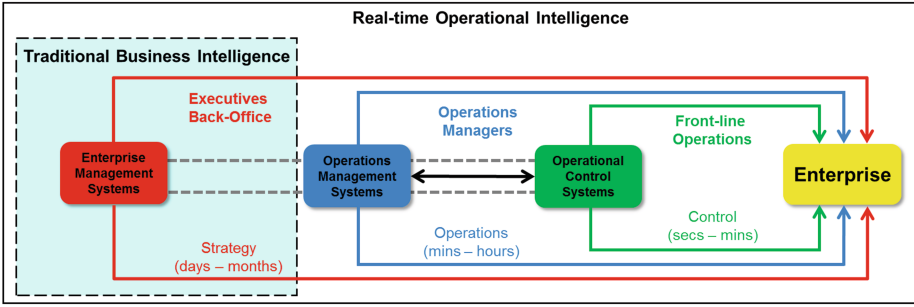 Real-time Operational Intelligence
Traditional Business Intelligence
Executives
Back-Office
Operations
Managers
Front-line
Operations
Enterprise
Management
Systems
Operations
Management
Systems
Operational
Control
Systems
Enterprise
Strategy
(days – months)
Operations
(mins – hours)
Control
(secs – mins)